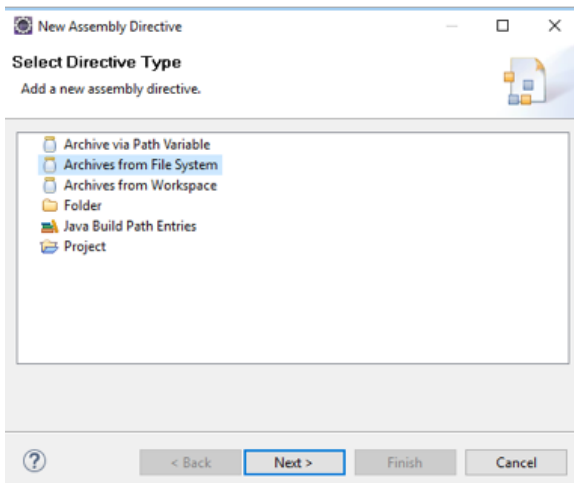 New Assembly Directive
Select Directive Type
Add a new assembly directive.
Archive via Path Variable
Archives from File System
Archives from Workspace
Folder
Java Build Path Entries
Project
?
< Back
Next >
Finish
Cancel